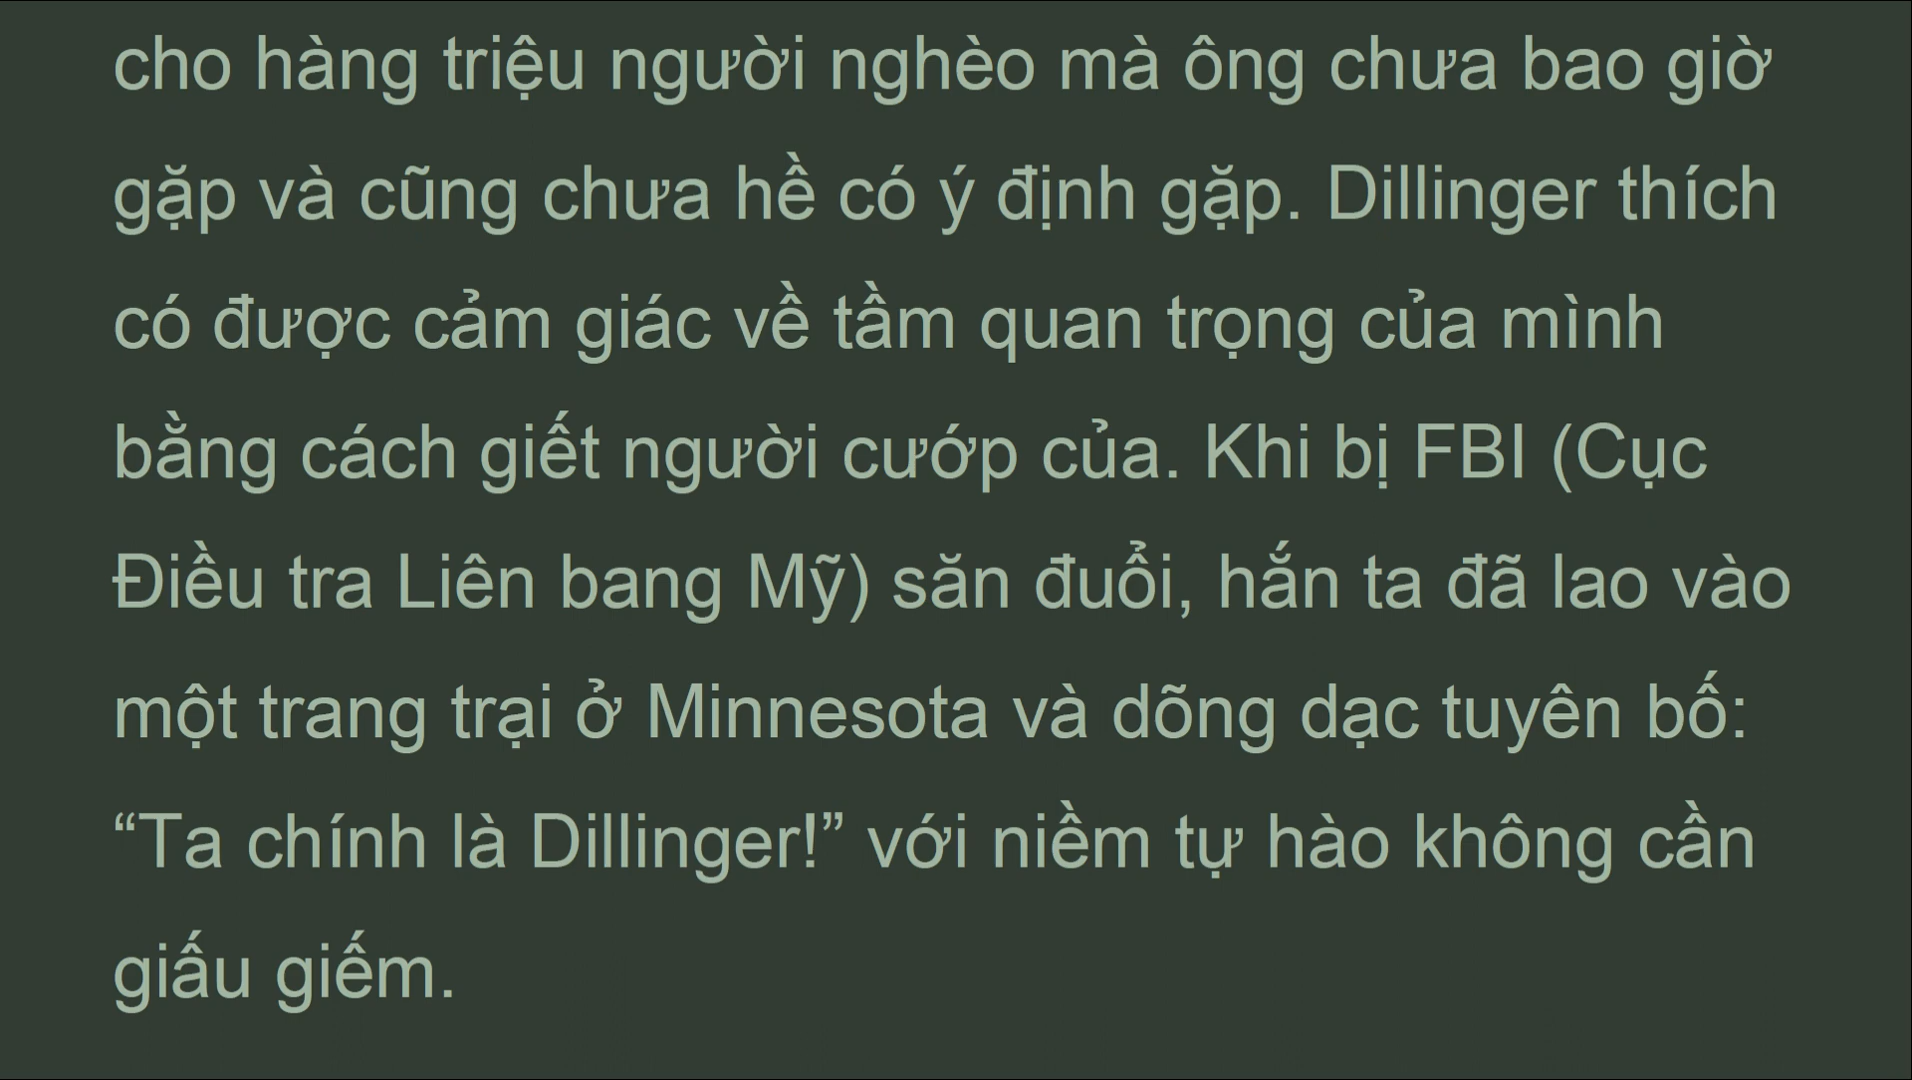 cho hàng triệu người nghèo mà ông chưa bao giờ
gặp và cũng chưa hề có ý định gặp. Dillinger thích
có được cảm giác về tầm quan trọng của mình
bằng cách giết người cướp của. Khi bị FBI (Cục
Điều tra Liên bang Mỹ) săn đuổi, hắn ta đã lao vào
một trang trại ở Minnesota và dõng dạc tuyên bố:
“Ta chính là Dillinger!” với niềm tự hào không cần
giấu giếm.